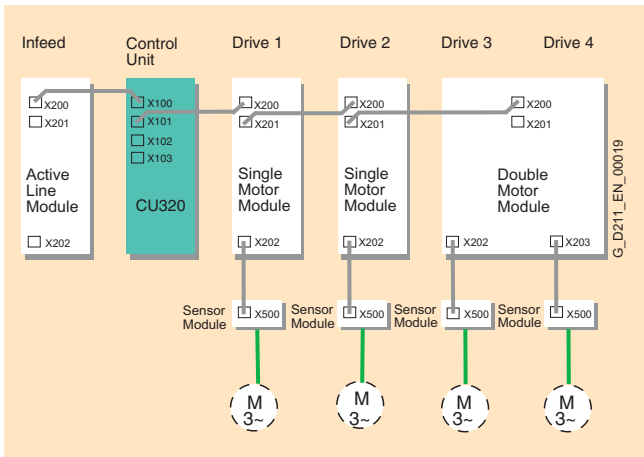 Infeed
Control
Unit
Drive 1
Drive 2
Drive 3
Drive 4
X200
X201
Active
Line
Module
X202
X100
X101
X102
X103
CU320
X200
X201
Single
Motor
Module
X202
X200
X201
Single
Motor
Module
X202
X200
X201
Double
Motor
Module
X202
X203
G_D211_EN_00019
Sensor
Module
X500
Sensor
Module
X500
Sensor
Module
X500
Sensor
Module
X500
M
3~
M
3~
M
3~
M
3~